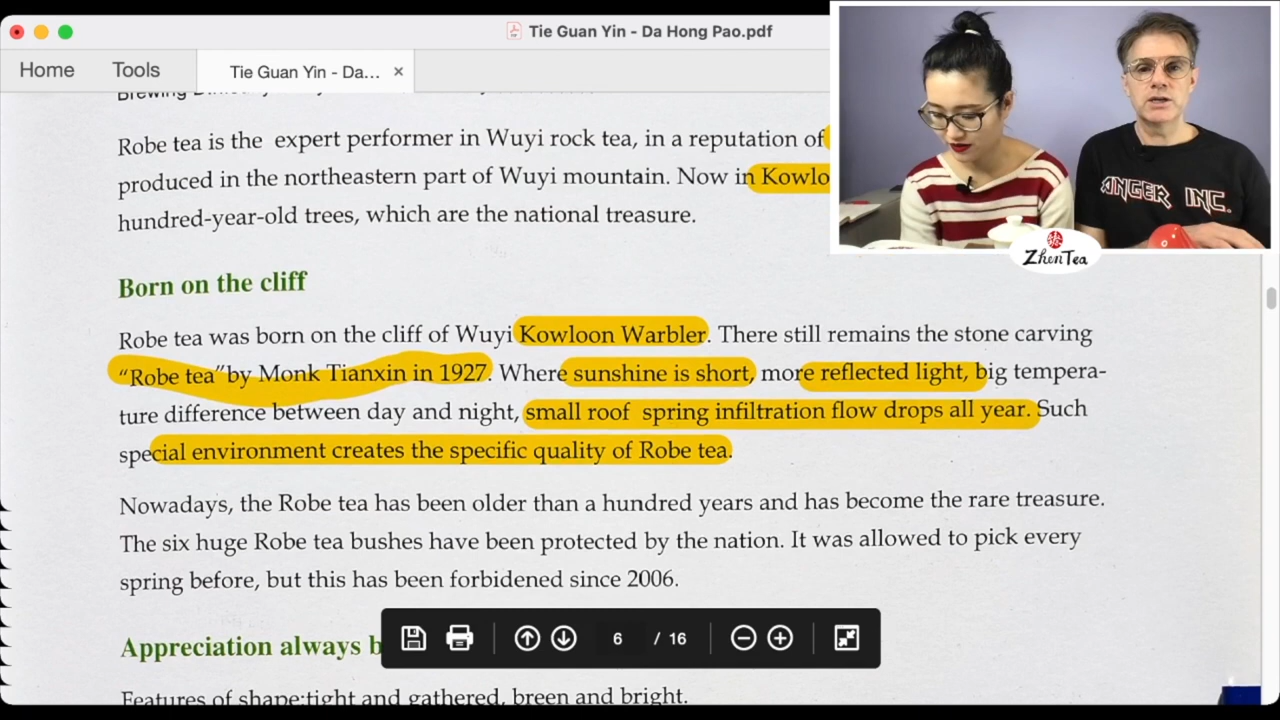 Tie Guan Yin - Da Hong Pao.pdf
Home
Tools
Tie Guan Yin - Da...
Robe tea is the expert performer in Wuyi rock tea, in a reputation of
produced in the northeastern part of Wuyi mountain. Now in Kowlo
hundred-year-old trees, which are the national treasure.
ANGER INC.
ZhenTea
Born on the cliff
Robe tea was born on the cliff of Wuyi Kowloon Warbler. There still remains the stone carving
“Robe tea”by Monk Tianxin in 1927. Where sunshine is short, more reflected light, big tempera-
ture difference between day and night, small roof spring infiltration flow drops all year. Such
special environment creates the specific quality of Robe tea.
Nowadays, the Robe tea has been older than a hundred years and has become the rare treasure.
The six huge Robe tea bushes have been protected by the nation. It was allowed to pick every
spring before, but this has been forbidened since 2006.
6 / 16
Appreciation always b
Features of shape:tight and gathered, breen and bright.